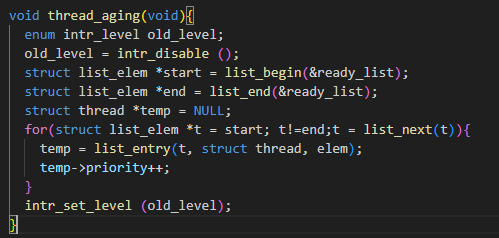 void thread_aging(void){
  enum intr_level old_level;
  old_level = intr_disable ();
  struct list_elem *start = list_begin(&ready_list);
  struct list_elem *end = list_end(&ready_list);
  struct thread *temp = NULL;
  for(struct list_elem *t = start; t!=end;t = list_next(t)){
    temp = list_entry(t, struct thread, elem);
    temp->priority++;
  }
  intr_set_level (old_level);
}